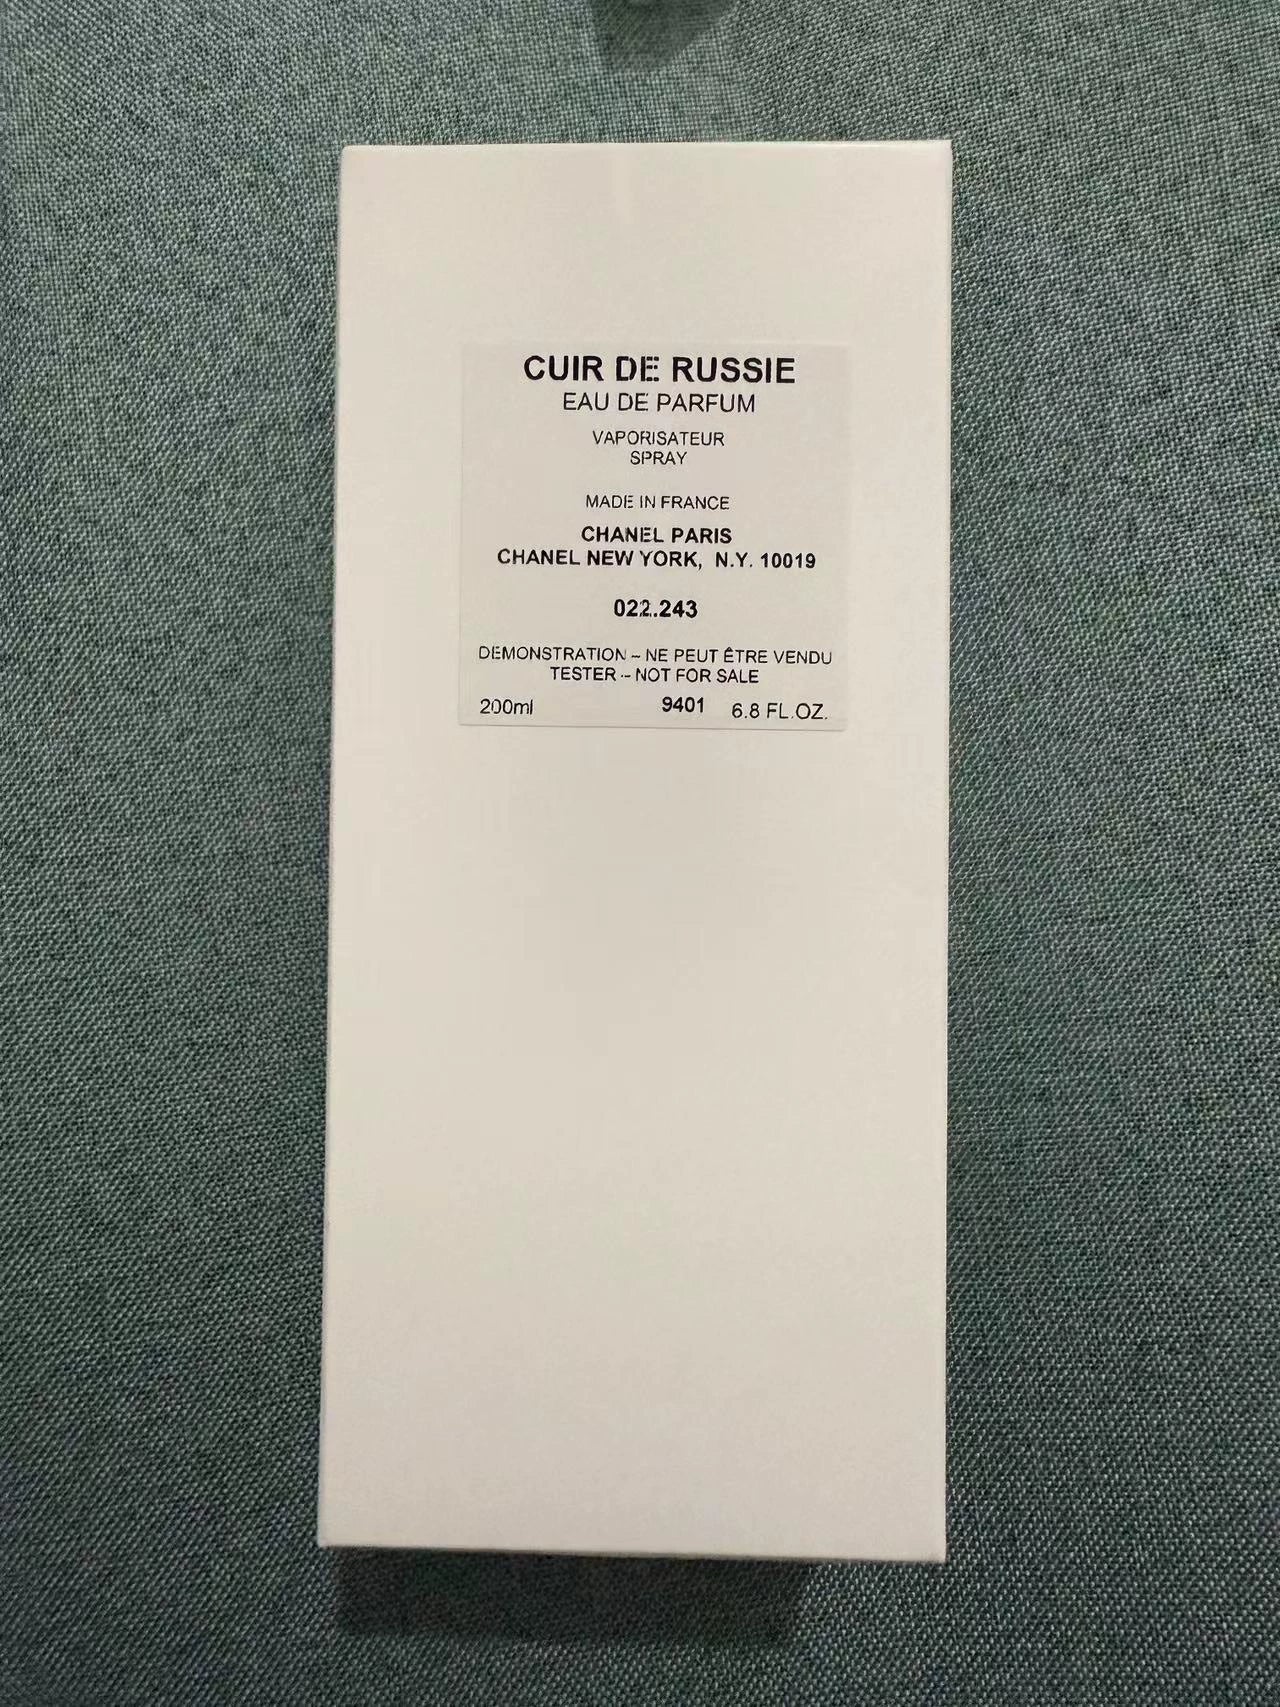 CUIR DE RUSSIE
EAU DE PARFUM
VAPORISATEUR
SPRAY
MADE IN FRANCE
CHANEL PARIS
CHANEL NEW YORK, N.Y. 10019
022.243
DEMONSTRATION – NE PEUT ÊTRE VENDU
TESTER – NOT FOR SALE
200ml 9401 6.8 FL.OZ.